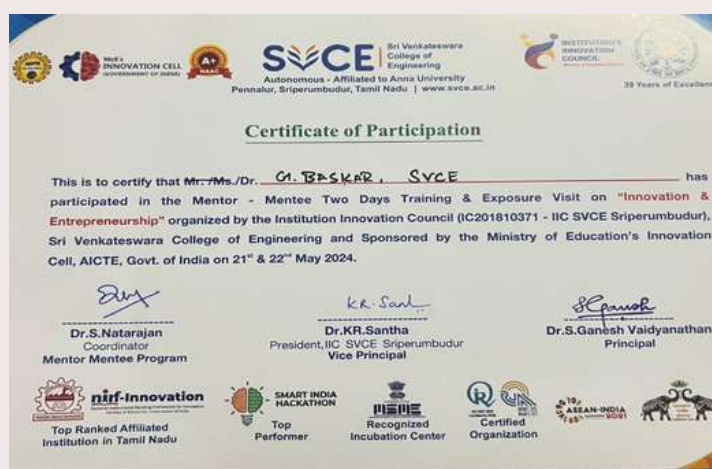 MoE's
INNOVATION CELL
(GOVERNMENT OF INDIA)
A+
NAAC
SVCE
Sri Venkateswara
College of
Engineering
Autonomous - Affiliated to Anna University
Pennalur, Sriperumbudur, Tamil Nadu | www.svce.ac.in
INSTITUTION'S
INNOVATION
COUNCIL
39 Years of Excellence
Certificate of Participation
This is to certify that Mr. /Ms./Dr. G. BASKAR, SVCE has
participated in the Mentor - Mentee Two Days Training & Exposure Visit on "Innovation &
Entrepreneurship" organized by the Institution Innovation Council (IC201810371 - IIC SVCE Sriperumbudur),
Sri Venkateswara College of Engineering and Sponsored by the Ministry of Education's Innovation
Cell, AICTE, Govt. of India on 21st & 22nd May 2024.
KR. Santh
Dr.S.Natarajan
Coordinator
Mentor Mentee Program
Dr.KR.Santha
President,IIC SVCE Sriperumbudur
Vice Principal
Dr.S.Ganesh Vaidyanathan
Principal
nirf-Innovation
Top Ranked Affiliated
Institution in Tamil Nadu
SMART INDIA
HACKATHON
Top
Performer
MSME
Recognized
Incubation Center
Certified
Organization
ASEAN-INDIA